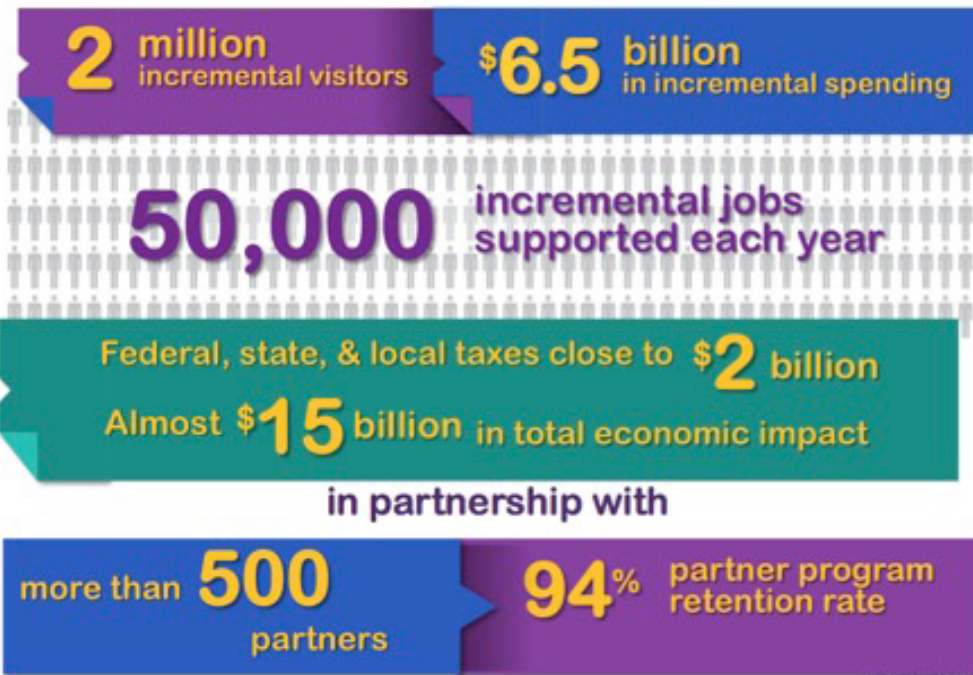 2 million
incremental visitors
$6.5 billion
in incremental spending
50,000 incremental jobs
supported each year
Federal, state, & local taxes close to $2 billion
Almost $15 billion in total economic impact
in partnership with
more than 500
partners
94% partner program
retention rate